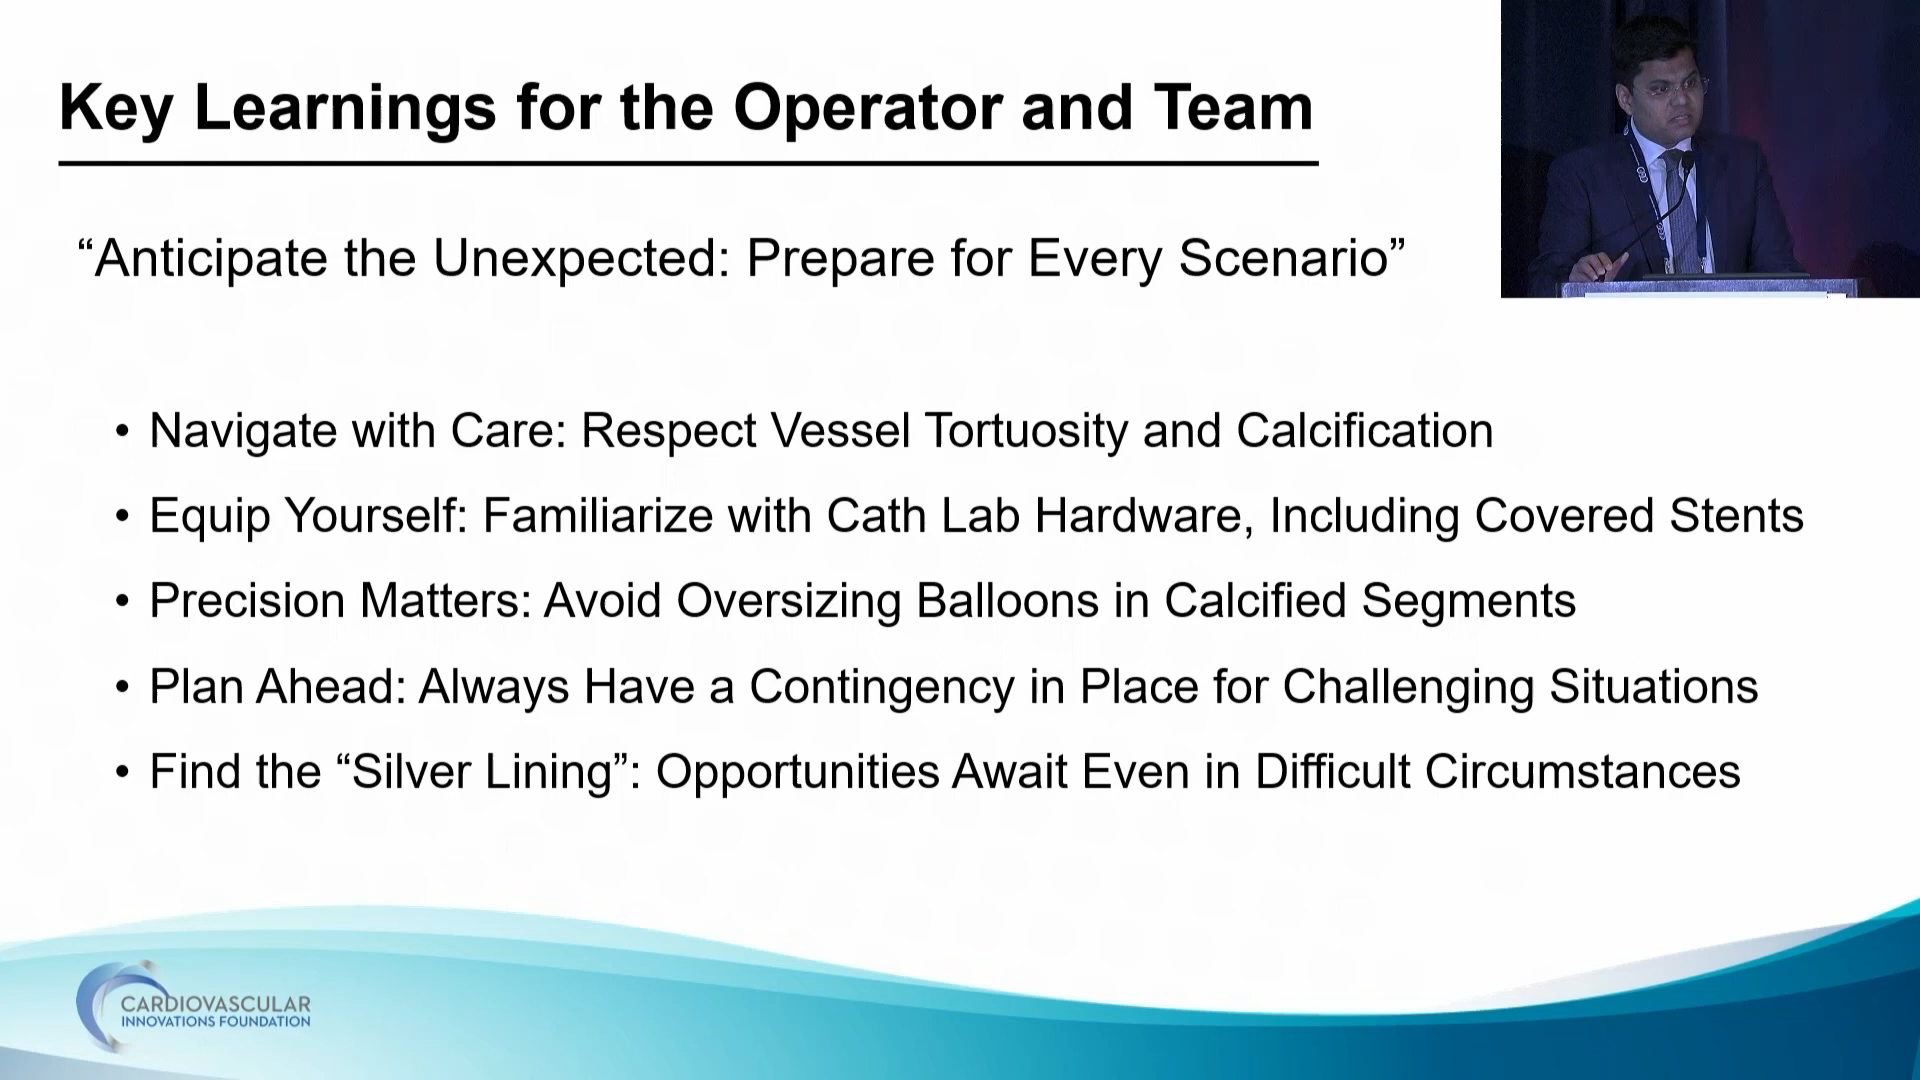 Key Learnings for the Operator and Team
“Anticipate the Unexpected: Prepare for Every Scenario”
• Navigate with Care: Respect Vessel Tortuosity and Calcification
• Equip Yourself: Familiarize with Cath Lab Hardware, Including Covered Stents
• Precision Matters: Avoid Oversizing Balloons in Calcified Segments
• Plan Ahead: Always Have a Contingency in Place for Challenging Situations
• Find the “Silver Lining”: Opportunities Await Even in Difficult Circumstances
CARDIOVASCULAR
INNOVATIONS FOUNDATION